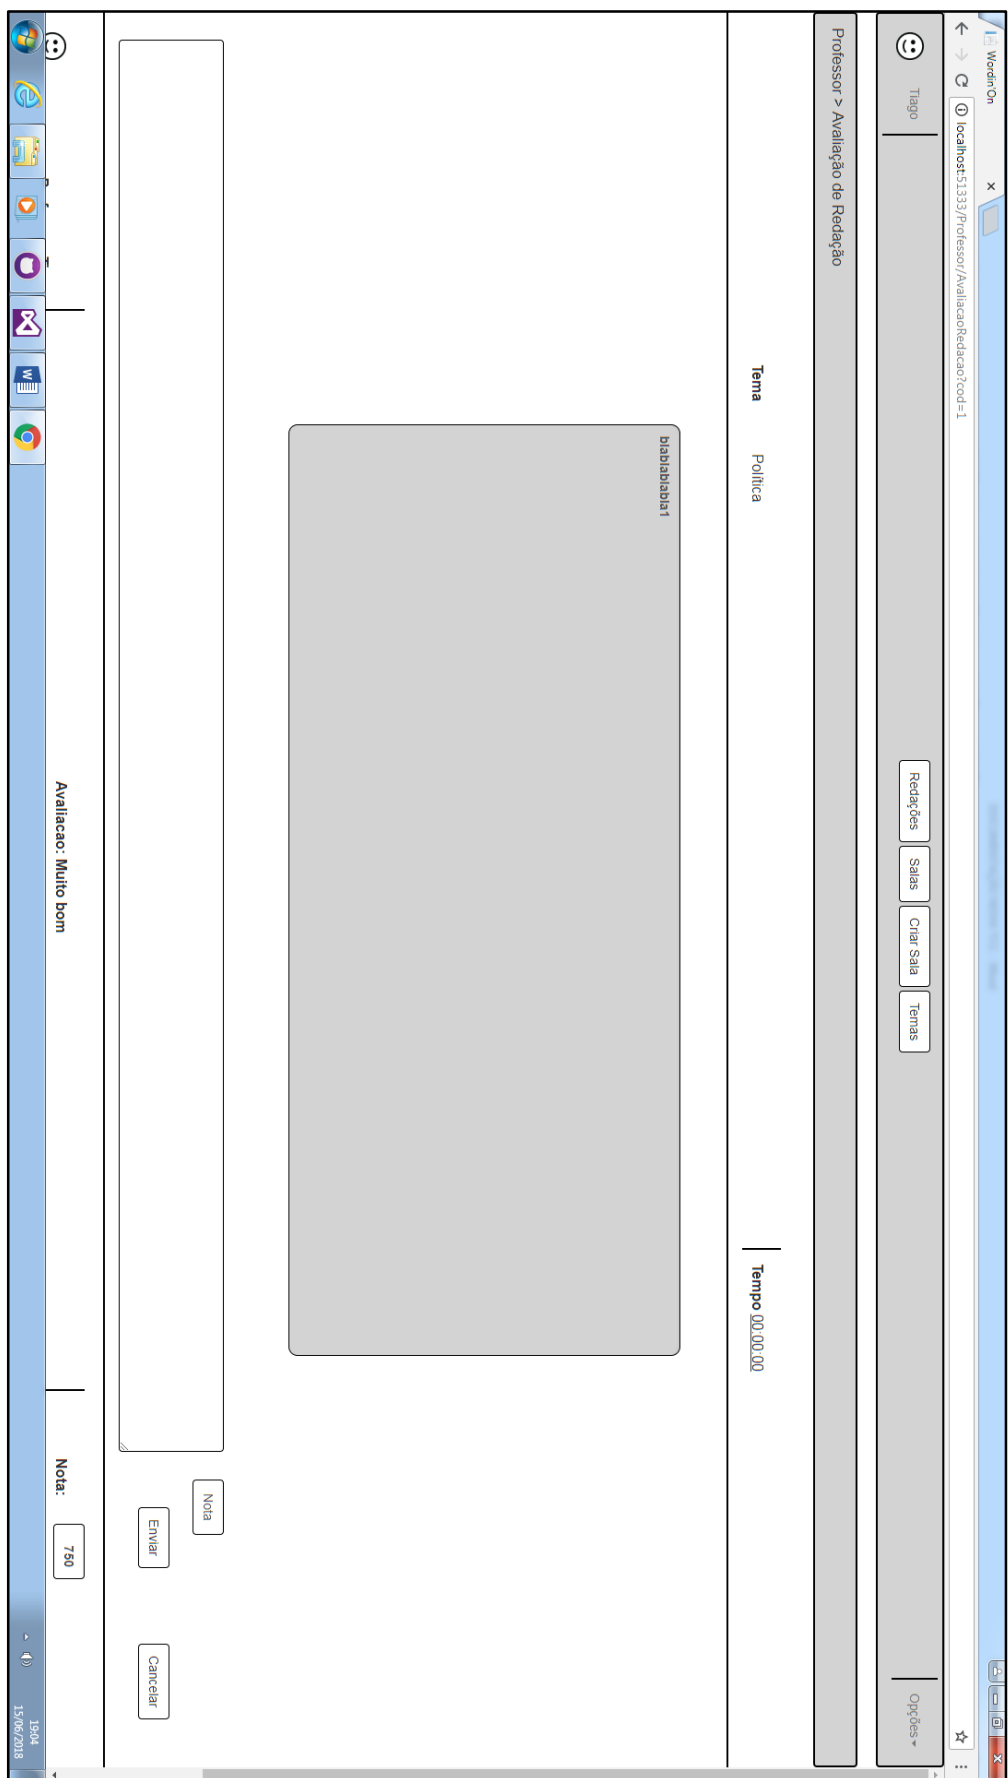 Wordin'On
localhost:51333/Professor/AvaliacaoRedacao?cod=1
Tiago
Redações
Salas
Criar Sala
Temas
Opções
Professor > Avaliação de Redação
Tema Política
Tempo 00:00:00
blablablabla1
Nota
Enviar
Cancelar
Avaliacao: Muito bom
Nota: 750
19:04
15/06/2018